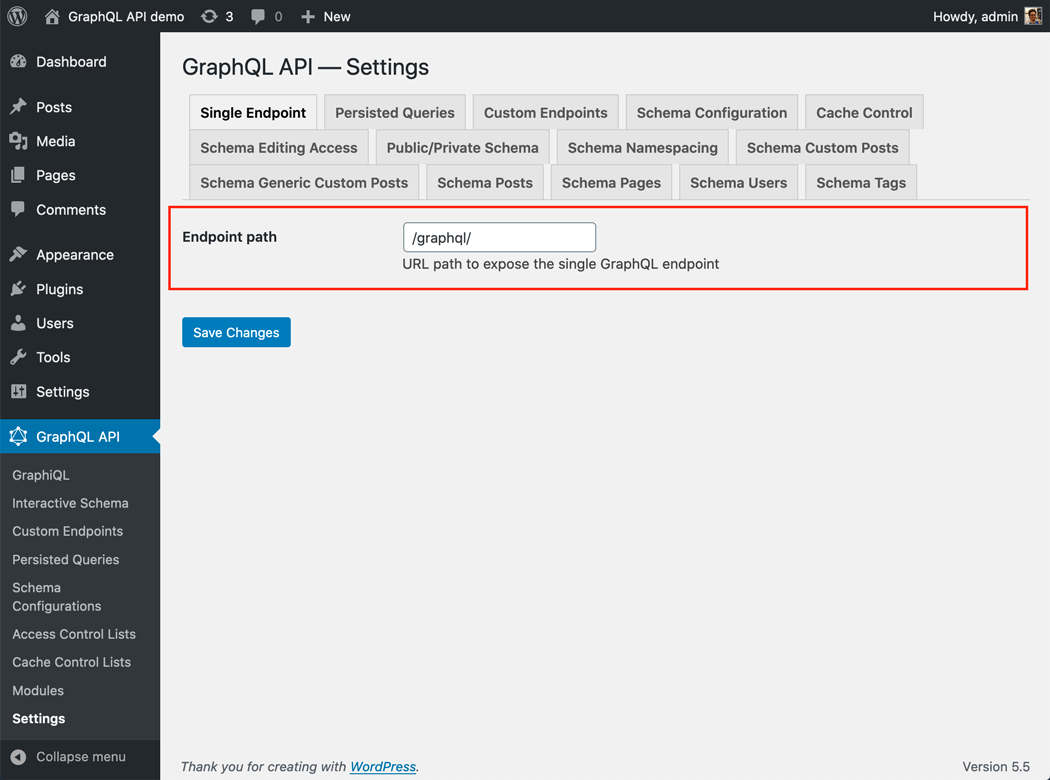 GraphQL API demo 3 0 New Howdy, admin
Dashboard
Posts
Media
Pages
Comments
Appearance
Plugins
Users
Tools
Settings
GraphQL API
GraphiQL
Interactive Schema
Custom Endpoints
Persisted Queries
Schema
Configurations
Access Control Lists
Cache Control Lists
Modules
Settings
Collapse menu
GraphQL API — Settings
Single Endpoint Persisted Queries Custom Endpoints Schema Configuration Cache Control
Schema Editing Access Public/Private Schema Schema Namespacing Schema Custom Posts
Schema Generic Custom Posts Schema Posts Schema Pages Schema Users Schema Tags
Endpoint path /graphql/
URL path to expose the single GraphQL endpoint
Save Changes
Thank you for creating with WordPress. Version 5.5